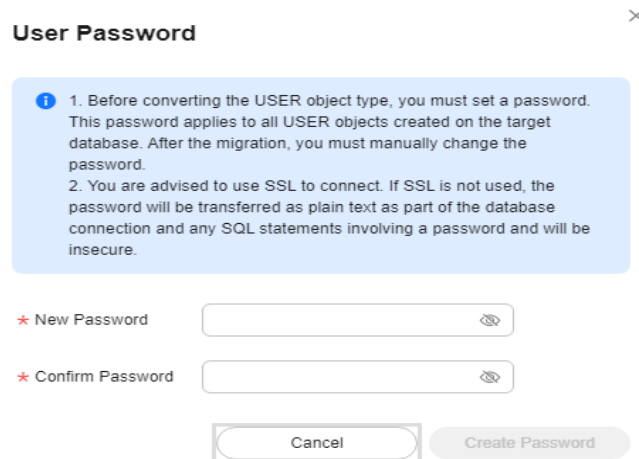 User Password
1. Before converting the USER object type, you must set a password.
This password applies to all USER objects created on the target
database. After the migration, you must manually change the
password.
2. You are advised to use SSL to connect. If SSL is not used, the
password will be transferred as plain text as part of the database
connection and any SQL statements involving a password and will be
insecure.
* New Password
* Confirm Password
Cancel Create Password